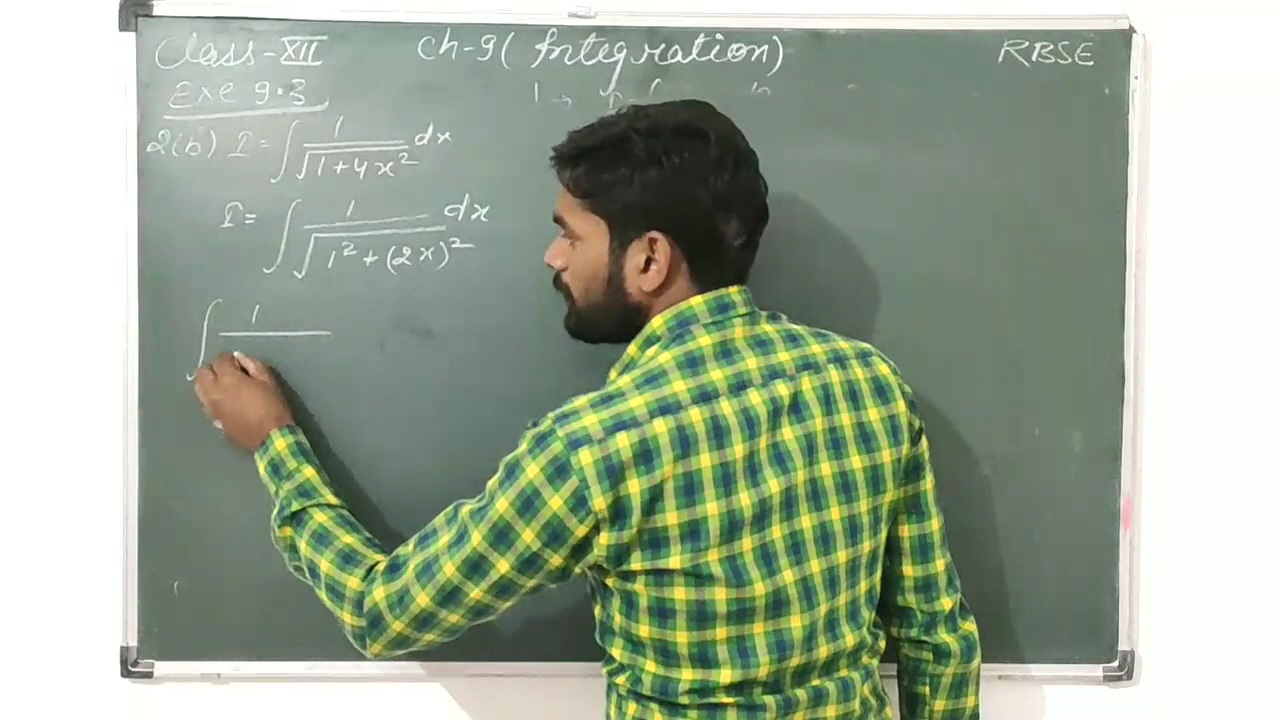 Class-XII Ch-9 (Integration) RBSE
Exe 9.3
2(b) I = ∫ 1/√(1+4x²) dx
I = ∫ 1/√(1²+(2x)²) dx
∫ 1